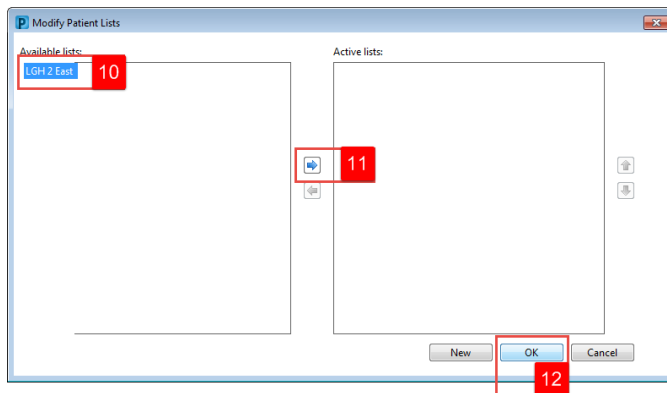 P Modify Patient Lists
Available lists:
Active lists:
LGH 2 East
10
11
New
OK
Cancel
12